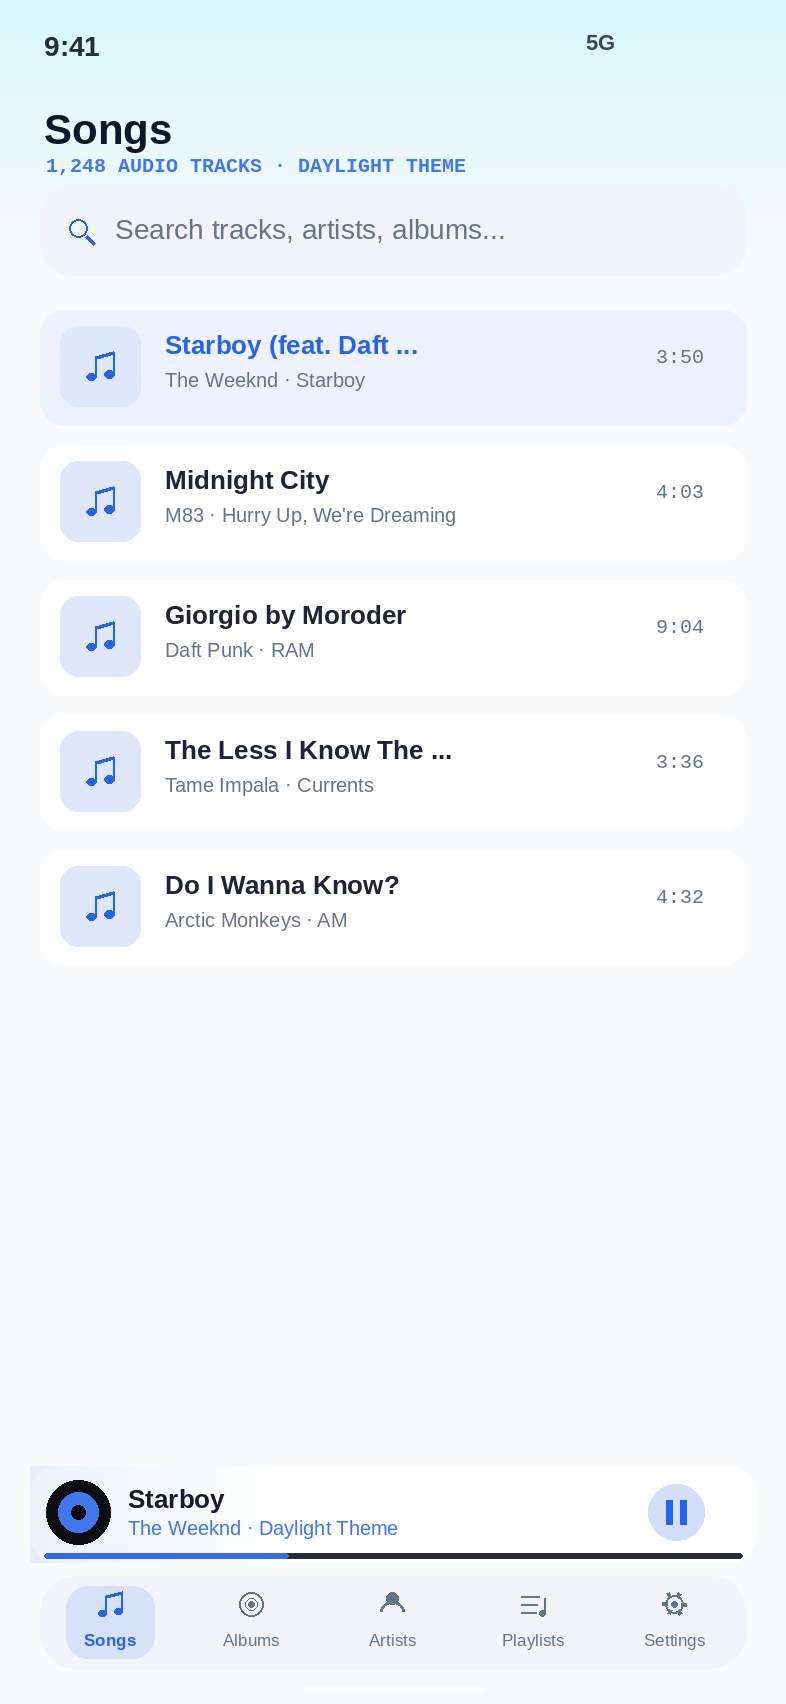 9:41
5G
Songs
1,248 AUDIO TRACKS · DAYLIGHT THEME
Search tracks, artists, albums...
Starboy (feat. Daft ...
3:50
The Weeknd · Starboy
Midnight City
4:03
M83 · Hurry Up, We're Dreaming
Giorgio by Moroder
9:04
Daft Punk · RAM
The Less I Know The ...
3:36
Tame Impala · Currents
Do I Wanna Know?
4:32
Arctic Monkeys · AM
Starboy
The Weeknd · Daylight Theme
Songs
Albums
Artists
Playlists
Settings